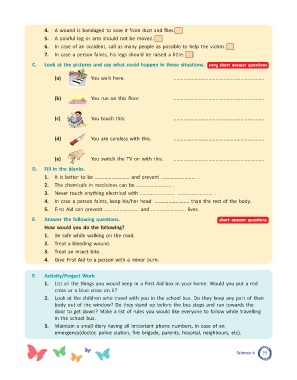 4. A wound is bandaged to save it from dust and flies.
5. A painful leg or arm should not be moved.
6. In case of an accident, call as many people as possible to help the victim.
7. In case a person faints, his legs should be raised a little.
C. Look at the pictures and say what could happen in these situations. very short answer questions
(a) You walk here. ........................................
(b) You run on this floor. ........................................
(c) You touch this. ........................................
(d) You are careless with this. ........................................
(e) You switch the TV on with this. ........................................
D. Fill in the blanks.
1. It is better to be .................. and prevent .................. .
2. The chemicals in medicines can be .................. .
3. Never touch anything electrical with .................. .................. .
4. In case a person faints, keep his/her head .................. than the rest of the body.
5. First Aid can prevent .................. and .................. lives.
E. Answer the following questions. short answer questions
How would you do the following?
1. Be safe while walking on the road.
2. Treat a bleeding wound.
3. Treat an insect bite.
4. Give First Aid to a person with a minor burn.
F. Activity/Project Work
1. List all the things you would keep in a First Aid box in your home. Would you put a red
cross or a blue cross on it?
2. Look at the children who travel with you in the school bus. Do they keep any part of their
body out of the window? Do they stand up before the bus stops and run towards the
door to get down? Make a list of rules you would like everyone to follow while travelling
in the school bus.
3. Maintain a small diary having all important phone numbers, in case of an
emergency(doctor, police station, fire brigade, parents, hospital, neighbours, etc).